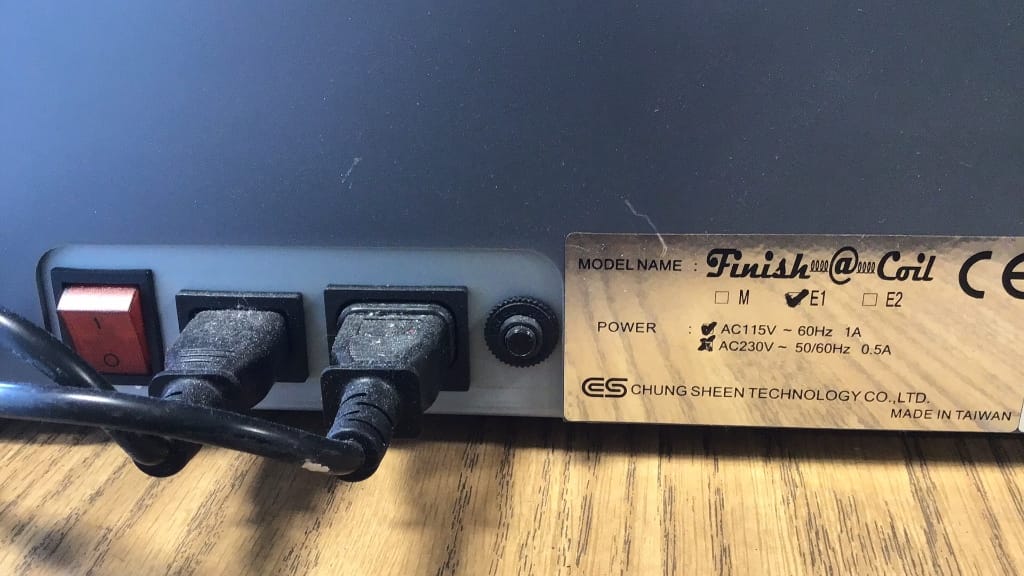 MODEL NAME : Finish@Coil
M E1 E2
POWER : AC115V ~ 60Hz 1A
AC230V ~ 50/60Hz 0.5A
CS CHUNG SHEEN TECHNOLOGY CO.,LTD.
MADE IN TAIWAN
CE
I
O